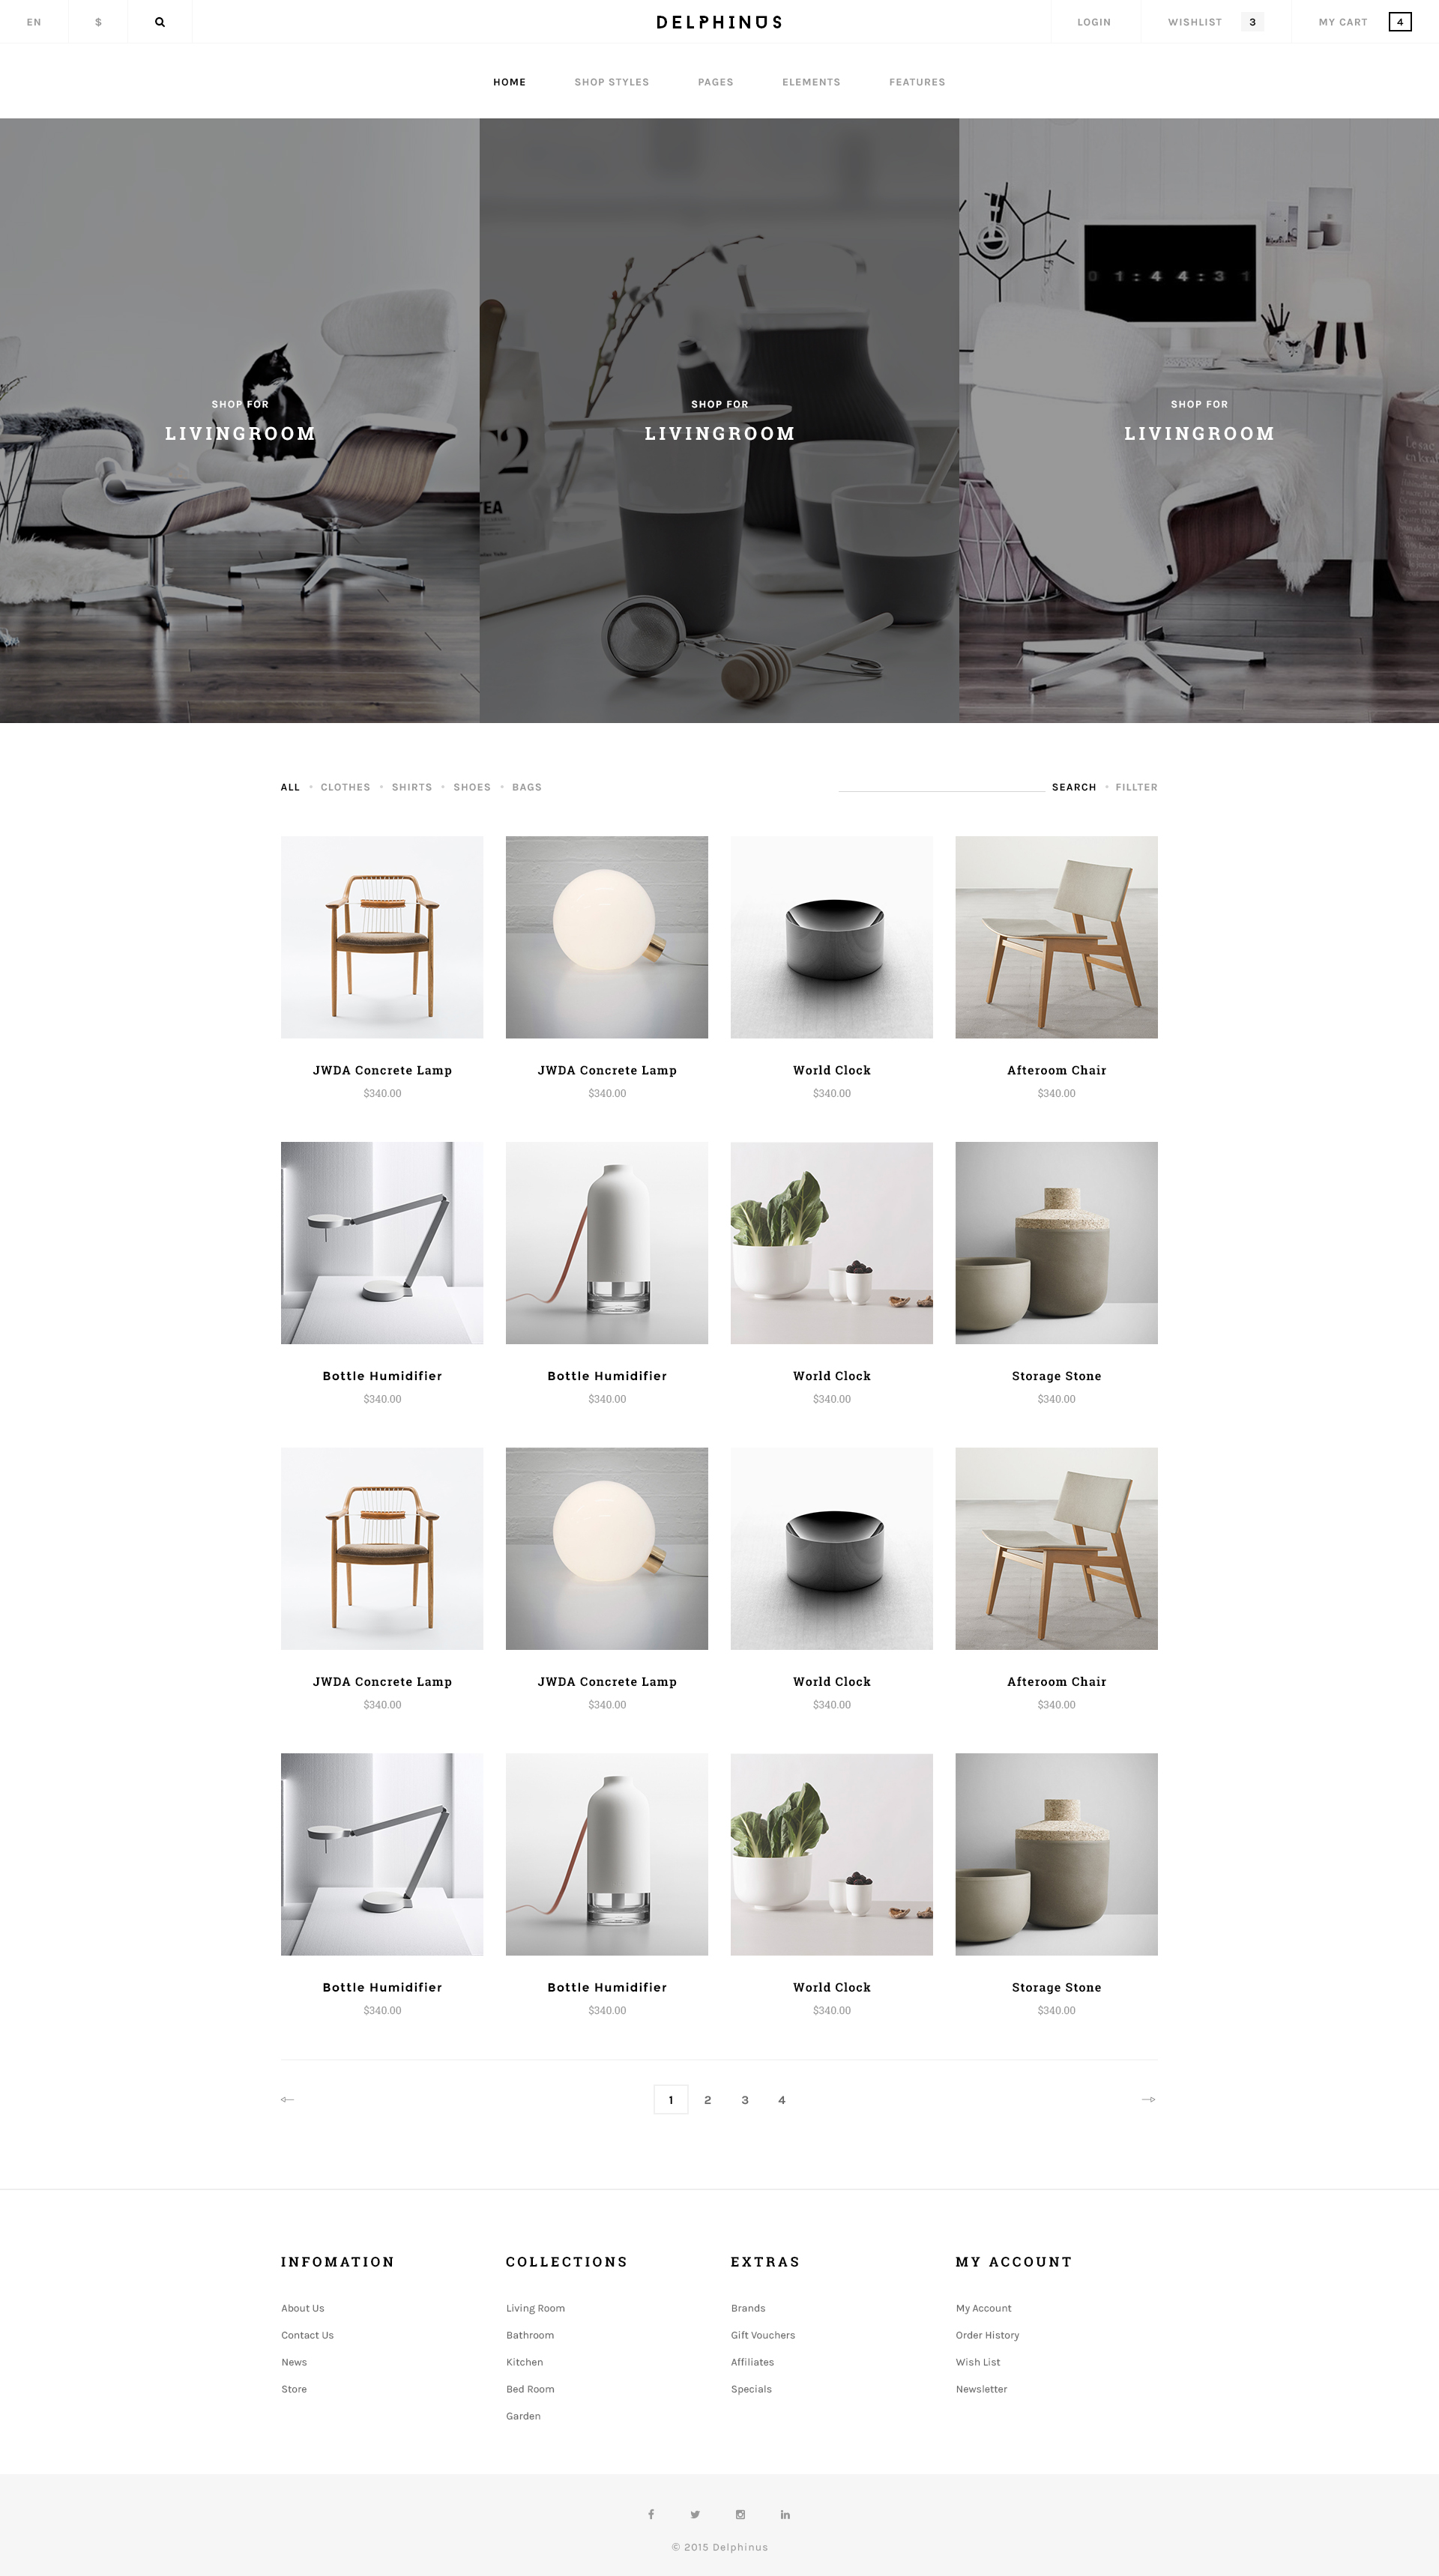 EN $ DELPHINUS LOGIN WISHLIST 3 MY CART 4
HOME SHOP STYLES PAGES ELEMENTS FEATURES
01:44:31
SHOP FOR
LIVINGROOM
SHOP FOR
LIVINGROOM
SHOP FOR
LIVINGROOM
2
TEA
ALL • CLOTHES • SHIRTS • SHOES • BAGS SEARCH • FILLTER
JWDA Concrete Lamp JWDA Concrete Lamp World Clock Afteroom Chair
$340.00 $340.00 $340.00 $340.00
Bottle Humidifier Bottle Humidifier World Clock Storage Stone
$340.00 $340.00 $340.00 $340.00
JWDA Concrete Lamp JWDA Concrete Lamp World Clock Afteroom Chair
$340.00 $340.00 $340.00 $340.00
Bottle Humidifier Bottle Humidifier World Clock Storage Stone
$340.00 $340.00 $340.00 $340.00
1 2 3 4
INFOMATION COLLECTIONS EXTRAS MY ACCOUNT
About Us Living Room Brands My Account
Contact Us Bathroom Gift Vouchers Order History
News Kitchen Affiliates Wish List
Store Bed Room Specials Newsletter
Garden
© 2015 Delphinus